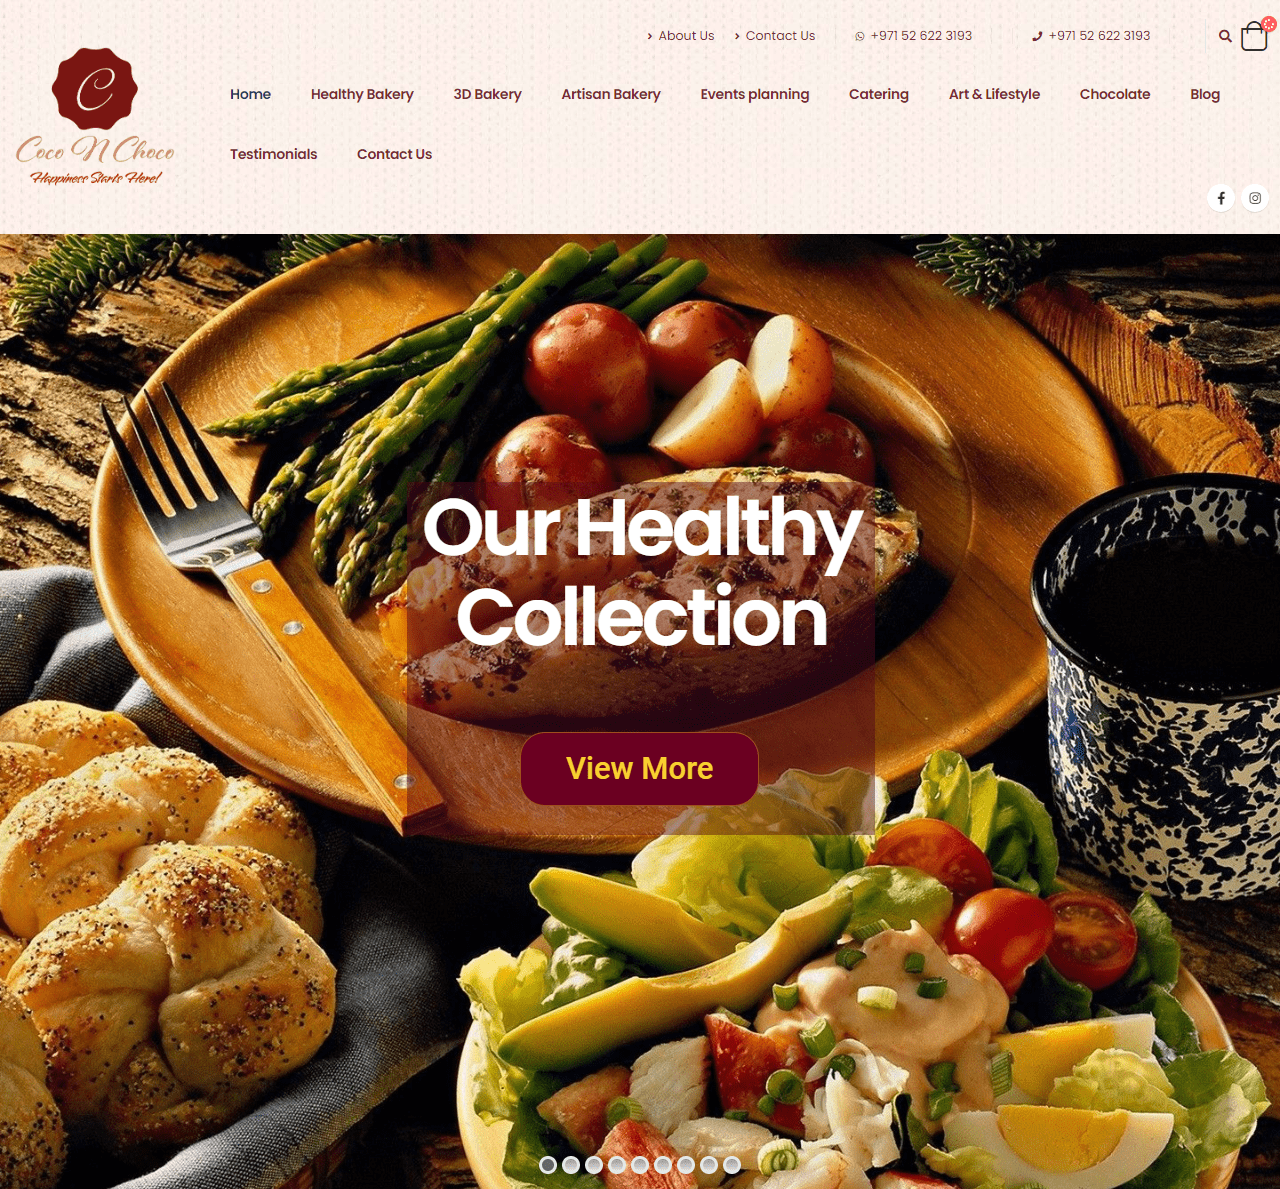 About Us Contact Us +971 52 622 3193 +971 52 622 3193
C
Coco N Choco
Happiness Starts Here!
Home Healthy Bakery 3D Bakery Artisan Bakery Events planning Catering Art & Lifestyle Chocolate Blog
Testimonials Contact Us
Our Healthy
Collection
View More